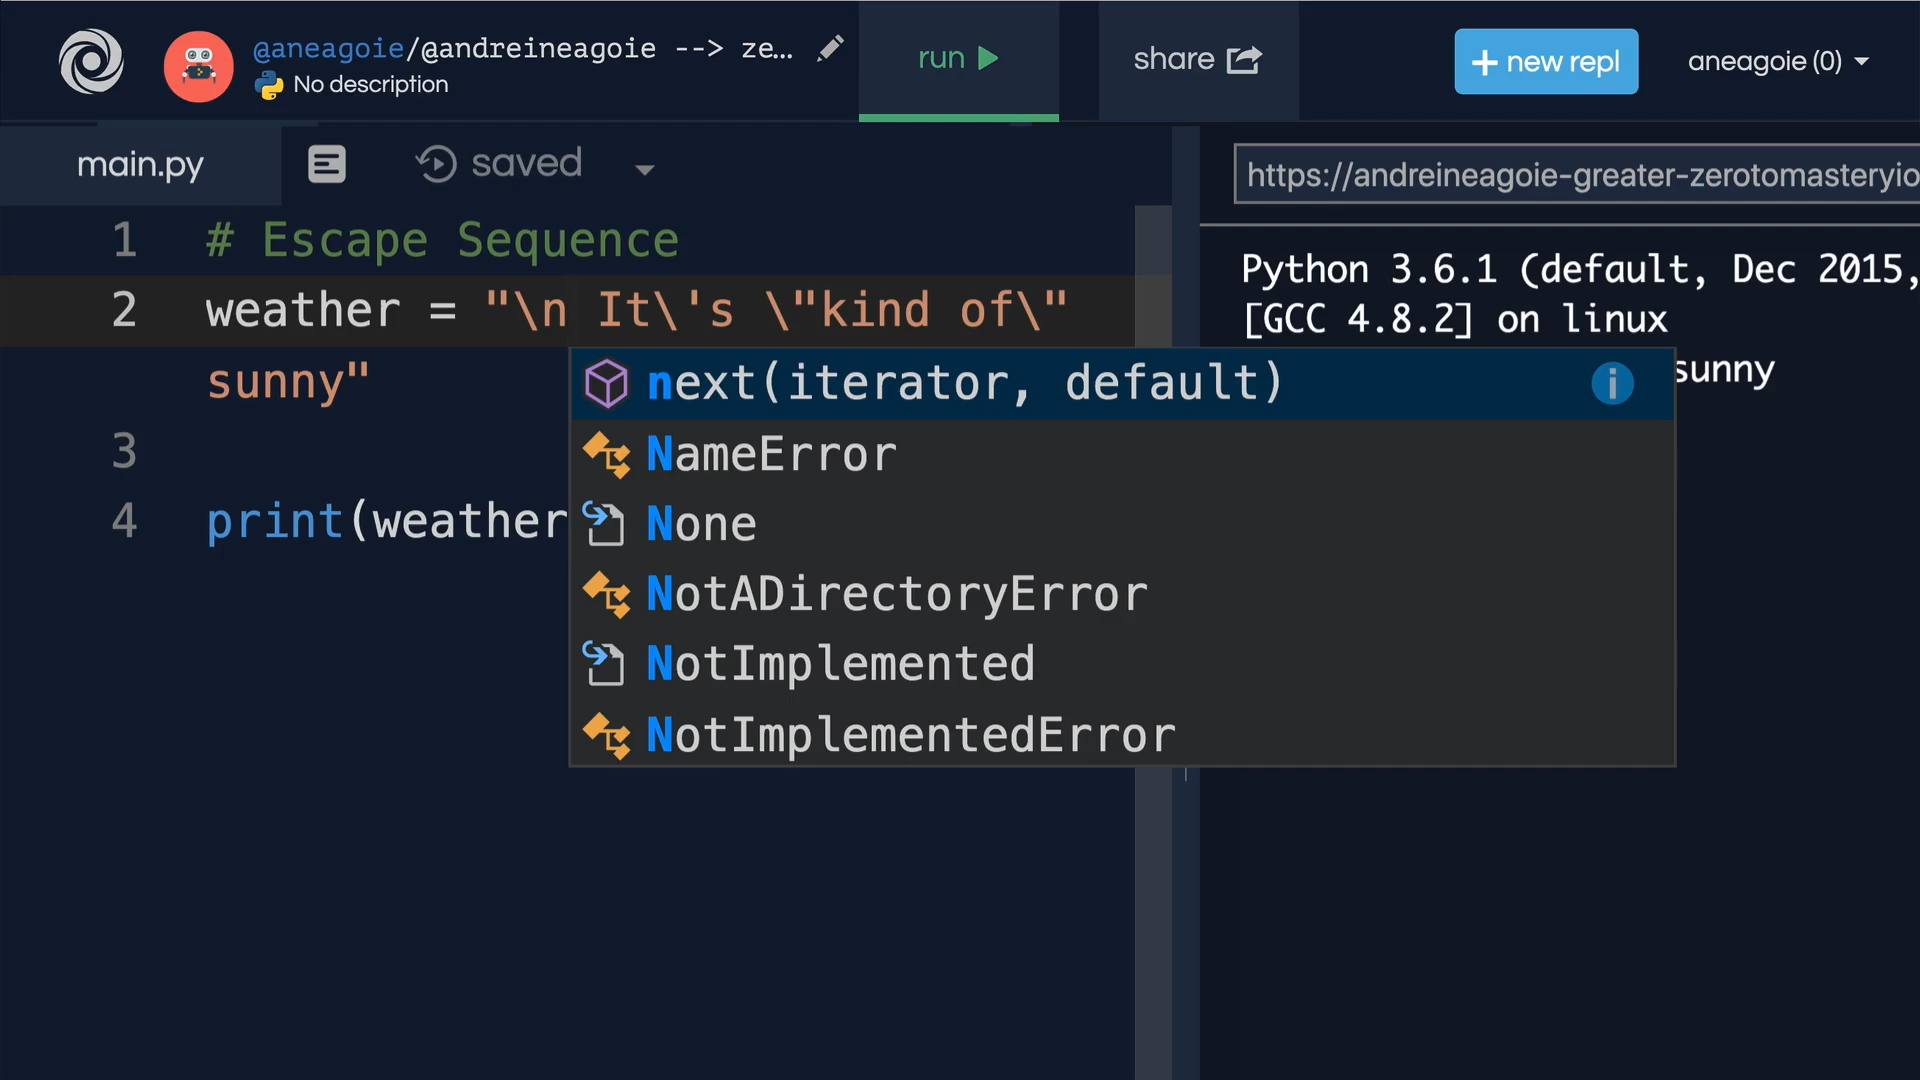 @aneagoie/@andreineagoie --> ze...
No description
run
share
+ new repl
aneagoie (0)
main.py
saved
https://andreineagoie-greater-zerotomasteryio
1 # Escape Sequence
2 weather = "\n It\'s \"kind of\"
sunny"
3
4 print(weather
next(iterator, default)
NameError
None
NotADirectoryError
NotImplemented
NotImplementedError
Python 3.6.1 (default, Dec 2015,
[GCC 4.8.2] on linux
sunny